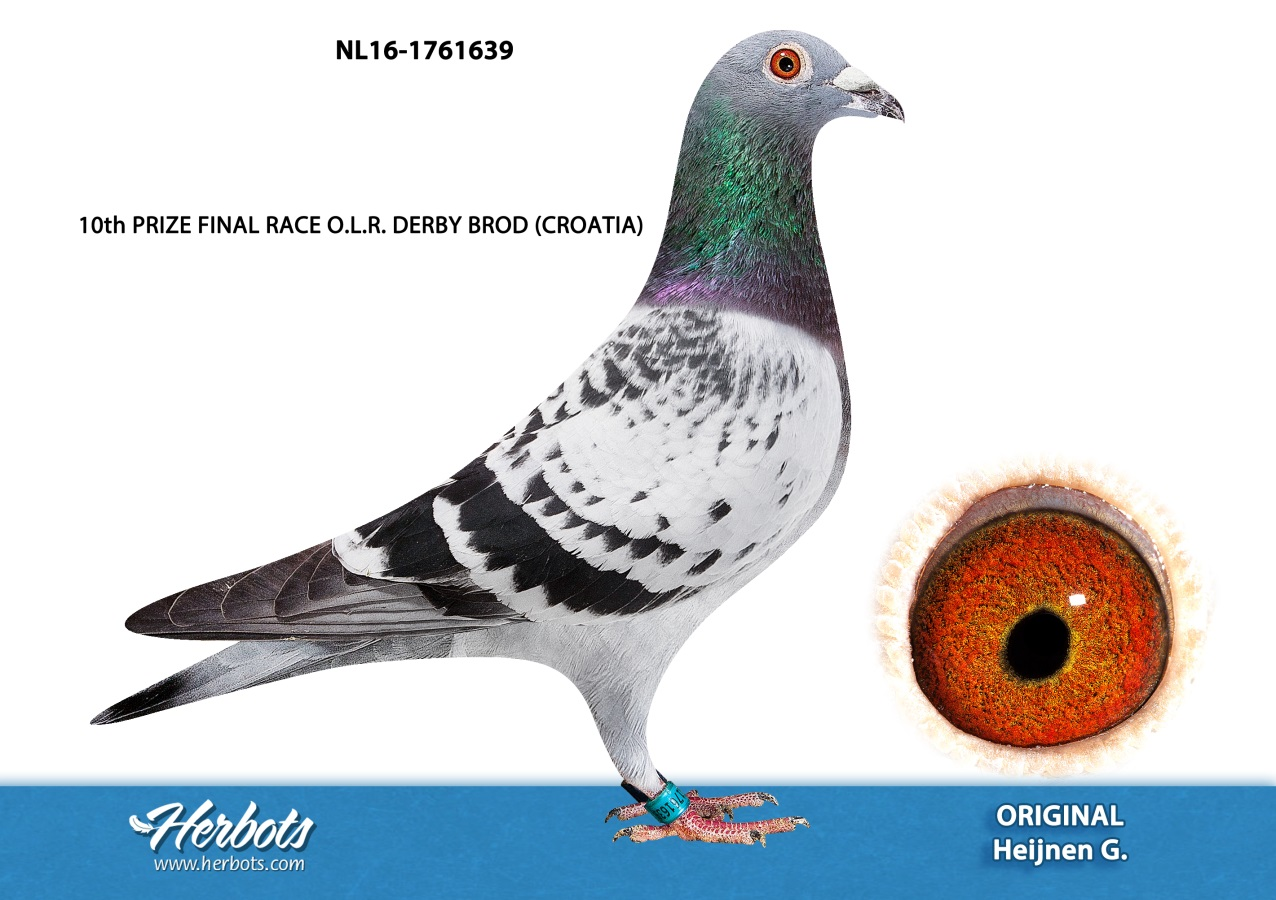 NL16-1761639
10th PRIZE FINAL RACE O.L.R. DERBY BROD (CROATIA)
Herbots
www.herbots.com
ORIGINAL
Heijnen G.